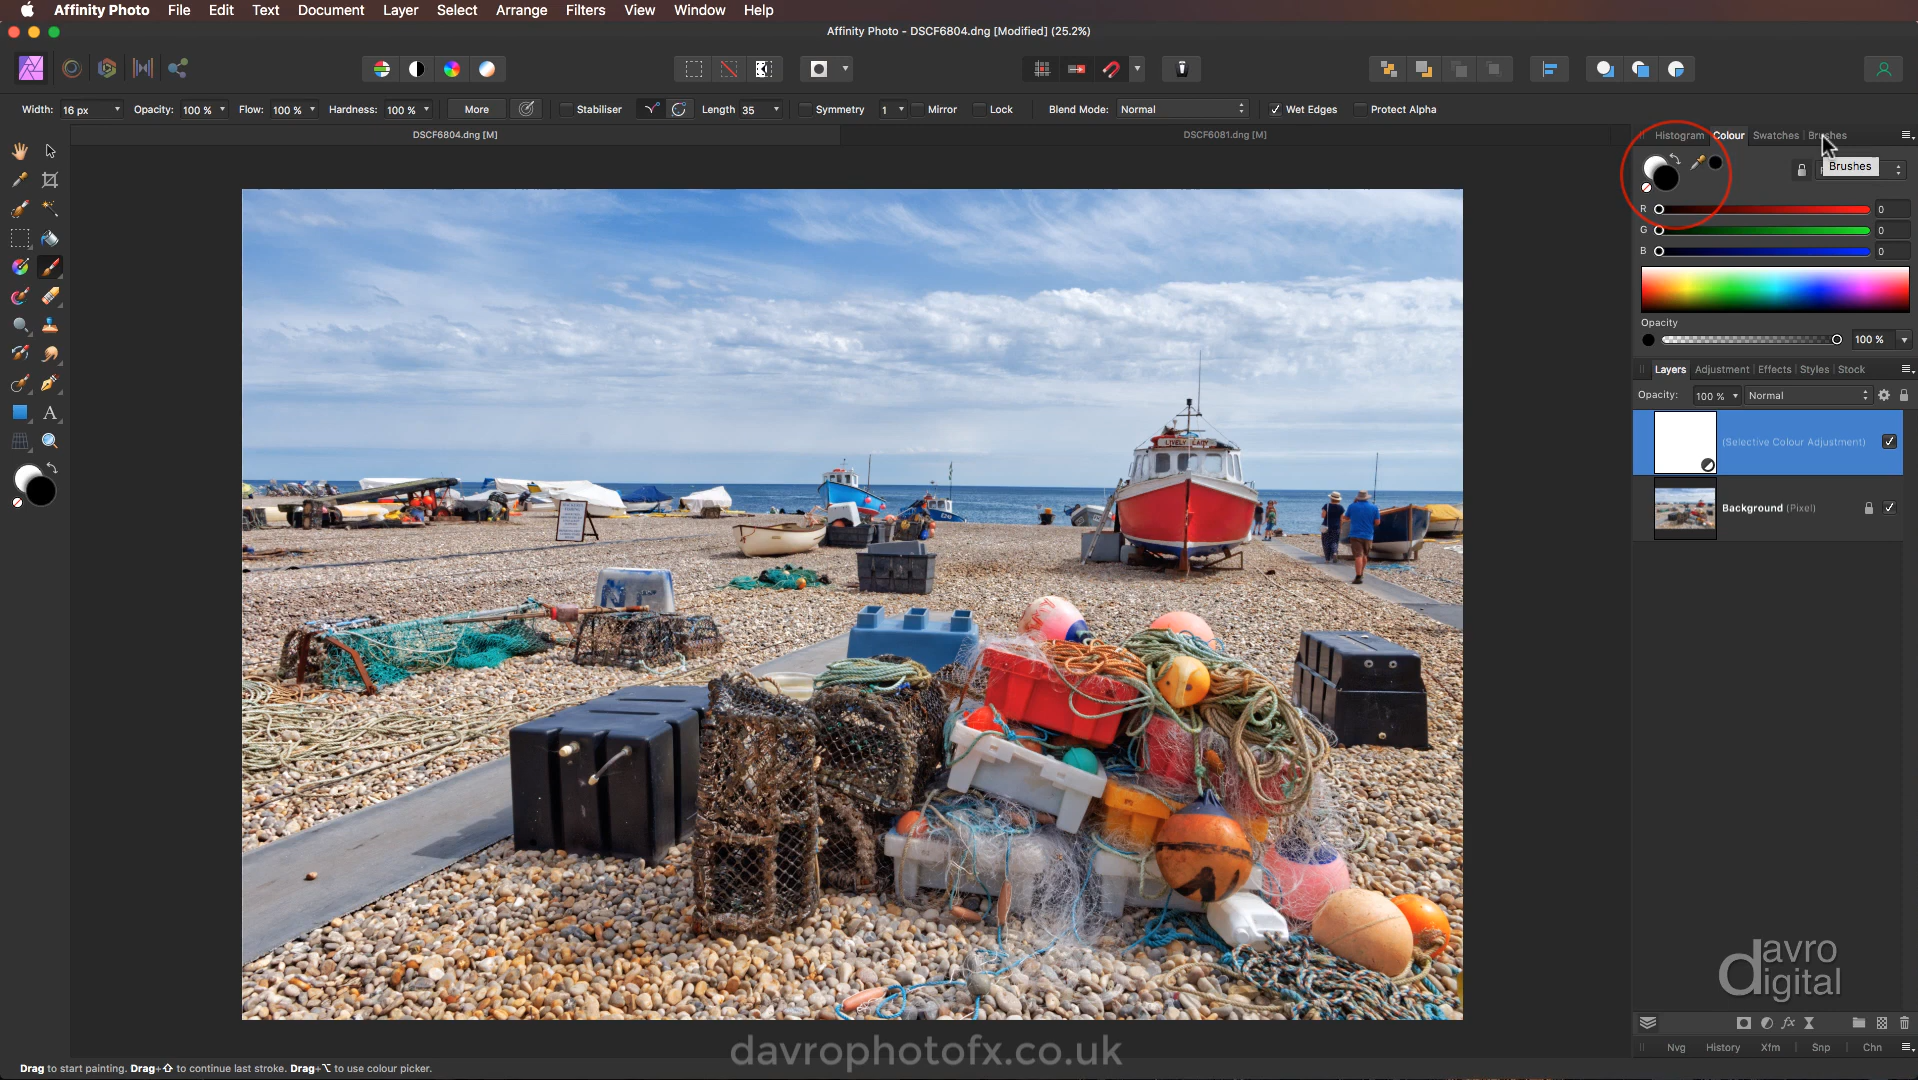 Affinity Photo File Edit Text Document Layer Select Arrange Filters View Window Help
Affinity Photo - DSCF6804.dng [Modified] (25.2%)
Width: 16 px Opacity: 100 % Flow: 100 % Hardness: 100 % More Stabiliser Length 35 Symmetry 1 Mirror Lock Blend Mode: Normal Wet Edges Protect Alpha
DSCF6804.dng [M] DSCF6081.dng [M]
Histogram Colour Swatches Brushes
Brushes
R 0
G 0
B 0
Opacity
100 %
Layers Adjustment Effects Styles Stock
Opacity: 100 % Normal
(Selective Colour Adjustment)
Background (Pixel)
LIVELY LADY
davro
digital
fx
davrophotofx.co.uk
Nvg History Xfm Snp Chn
Drag to start painting. Drag+⇧ to continue last stroke. Drag+⌥ to use colour picker.